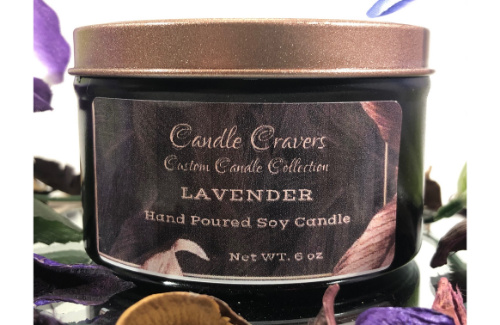 Candle Cravers
Custom Candle Collection
LAVENDER
Hand Poured Soy Candle
Net WT. 6 oz